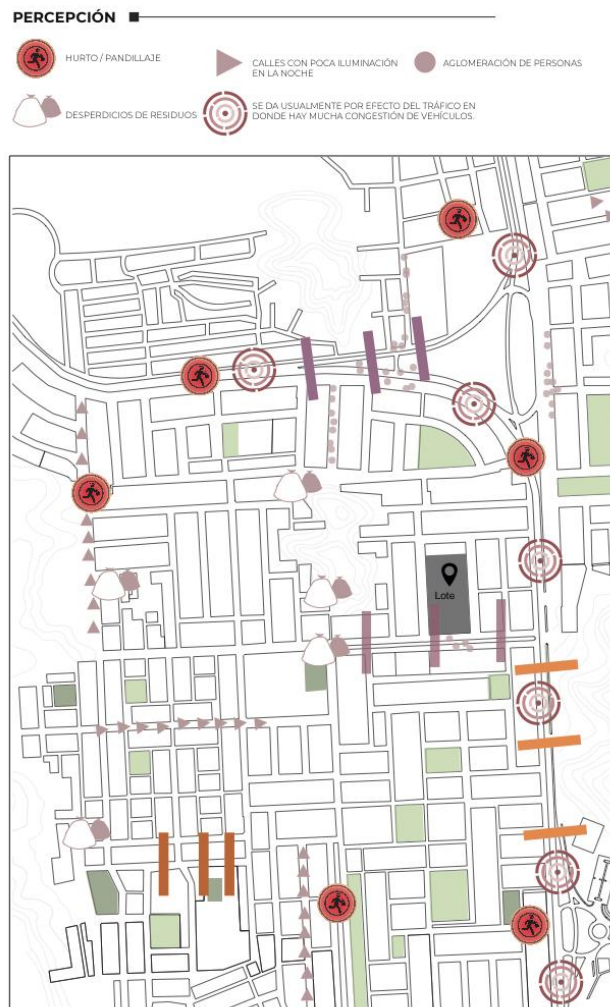 PERCEPCIÓN
HURTO / PANDILLAJE
CALLES CON POCA ILUMINACIÓN
EN LA NOCHE
AGLOMERACIÓN DE PERSONAS
DESPERDICIOS DE RESIDUOS
SE DA USUALMENTE POR EFECTO DEL TRÁFICO EN
DONDE HAY MUCHA CONGESTIÓN DE VEHÍCULOS.
Lote